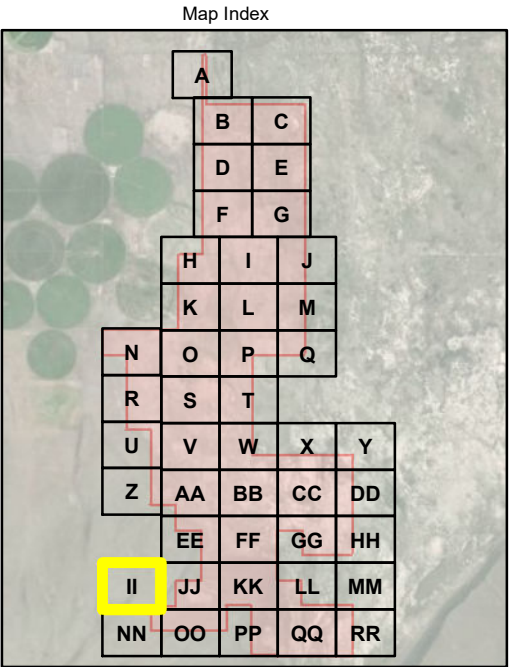 Map Index
A
B C
D E
F G
H I J
K L M
N O P Q
R S T
U V W X Y
Z AA BB CC DD
EE FF GG HH
II JJ KK LL MM
NN OO PP QQ RR